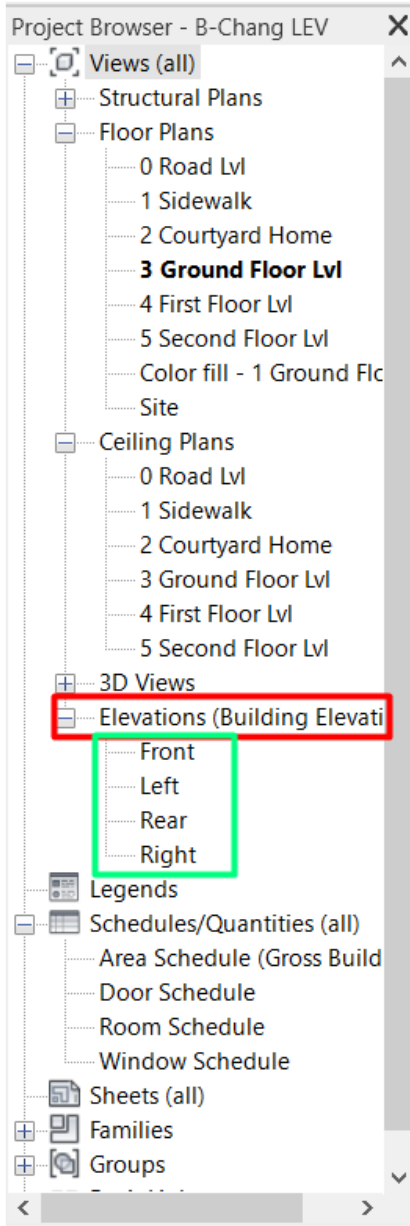 Project Browser - B-Chang LEV
Views (all)
Structural Plans
Floor Plans
0 Road Lvl
1 Sidewalk
2 Courtyard Home
3 Ground Floor Lvl
4 First Floor Lvl
5 Second Floor Lvl
Color fill - 1 Ground Flo
Site
Ceiling Plans
0 Road Lvl
1 Sidewalk
2 Courtyard Home
3 Ground Floor Lvl
4 First Floor Lvl
5 Second Floor Lvl
3D Views
Elevations (Building Elevati
Front
Left
Rear
Right
Legends
Schedules/Quantities (all)
Area Schedule (Gross Build
Door Schedule
Room Schedule
Window Schedule
Sheets (all)
Families
Groups